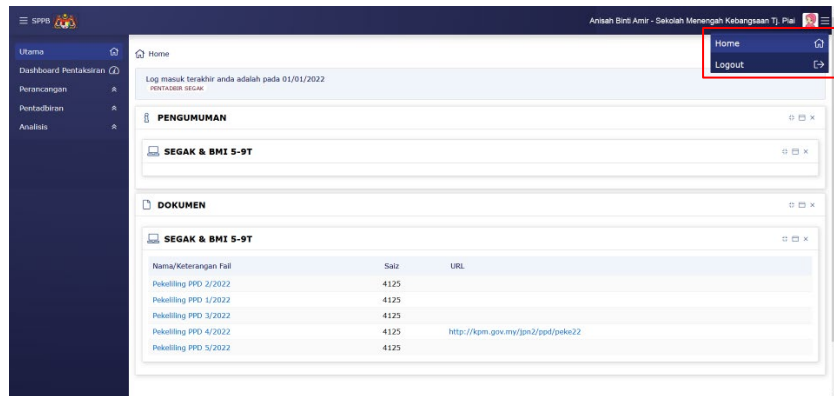 SPPB
Anisah Binti Amir - Sekolah Menengah Kebangsaan Tj. Piai
Home
Logout
Utama
Dashboard Pentaksiran
Perancangan
Pentadbiran
Analisis
Home
Log masuk terakhir anda adalah pada 01/01/2022
PENTADBIR SEGAK
PENGUMUMAN
SEGAK & BMI 5-9T
DOKUMEN
SEGAK & BMI 5-9T
Nama/Keterangan Fail Saiz URL
Pekeliling PPD 2/2022 4125
Pekeliling PPD 1/2022 4125
Pekeliling PPD 3/2022 4125
Pekeliling PPD 4/2022 4125 http://kpm.gov.my/jpn2/ppd/peke22
Pekeliling PPD 5/2022 4125